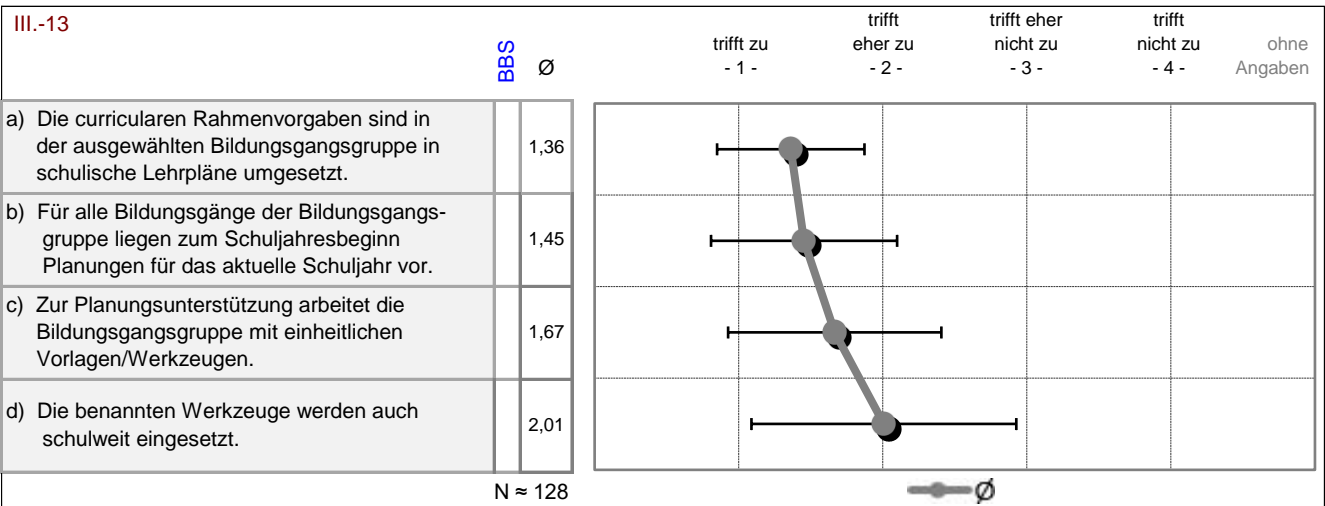 III.-13
BBS
Ø
trifft zu
- 1 -
trifft
eher zu
- 2 -
trifft eher
nicht zu
- 3 -
trifft
nicht zu
- 4 -
ohne
Angaben
a) Die curricularen Rahmenvorgaben sind in
der ausgewählten Bildungsgangsgruppe in
schulische Lehrpläne umgesetzt.
1,36
b) Für alle Bildungsgänge der Bildungsgangs-
gruppe liegen zum Schuljahresbeginn
Planungen für das aktuelle Schuljahr vor.
1,45
c) Zur Planungsunterstützung arbeitet die
Bildungsgangsgruppe mit einheitlichen
Vorlagen/Werkzeugen.
1,67
d) Die benannten Werkzeuge werden auch
schulweit eingesetzt.
2,01
N ≈ 128
Ø